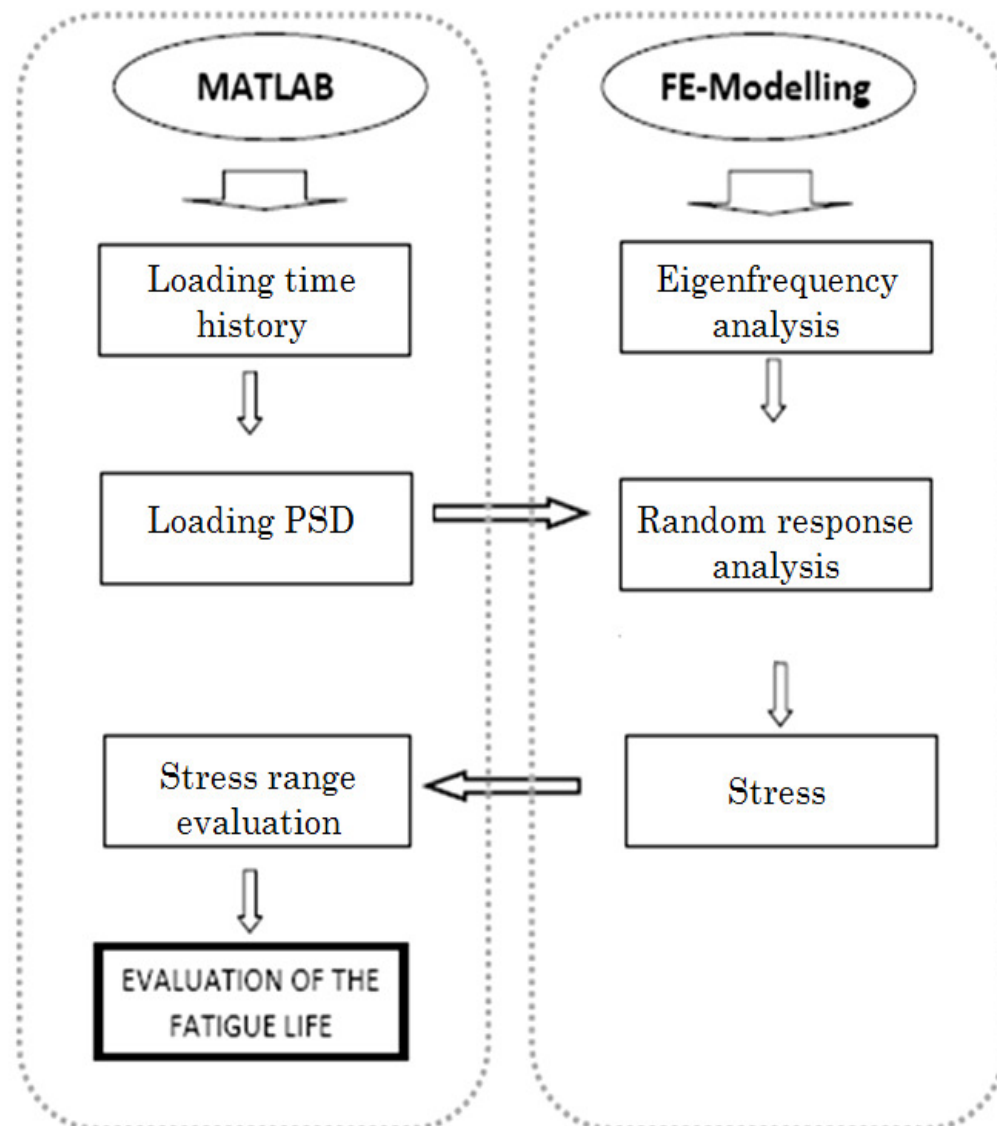 MATLAB
Loading time
history
Loading PSD
Stress range
evaluation
EVALUATION OF THE
FATIGUE LIFE
FE-Modelling
Eigenfrequency
analysis
Random response
analysis
Stress